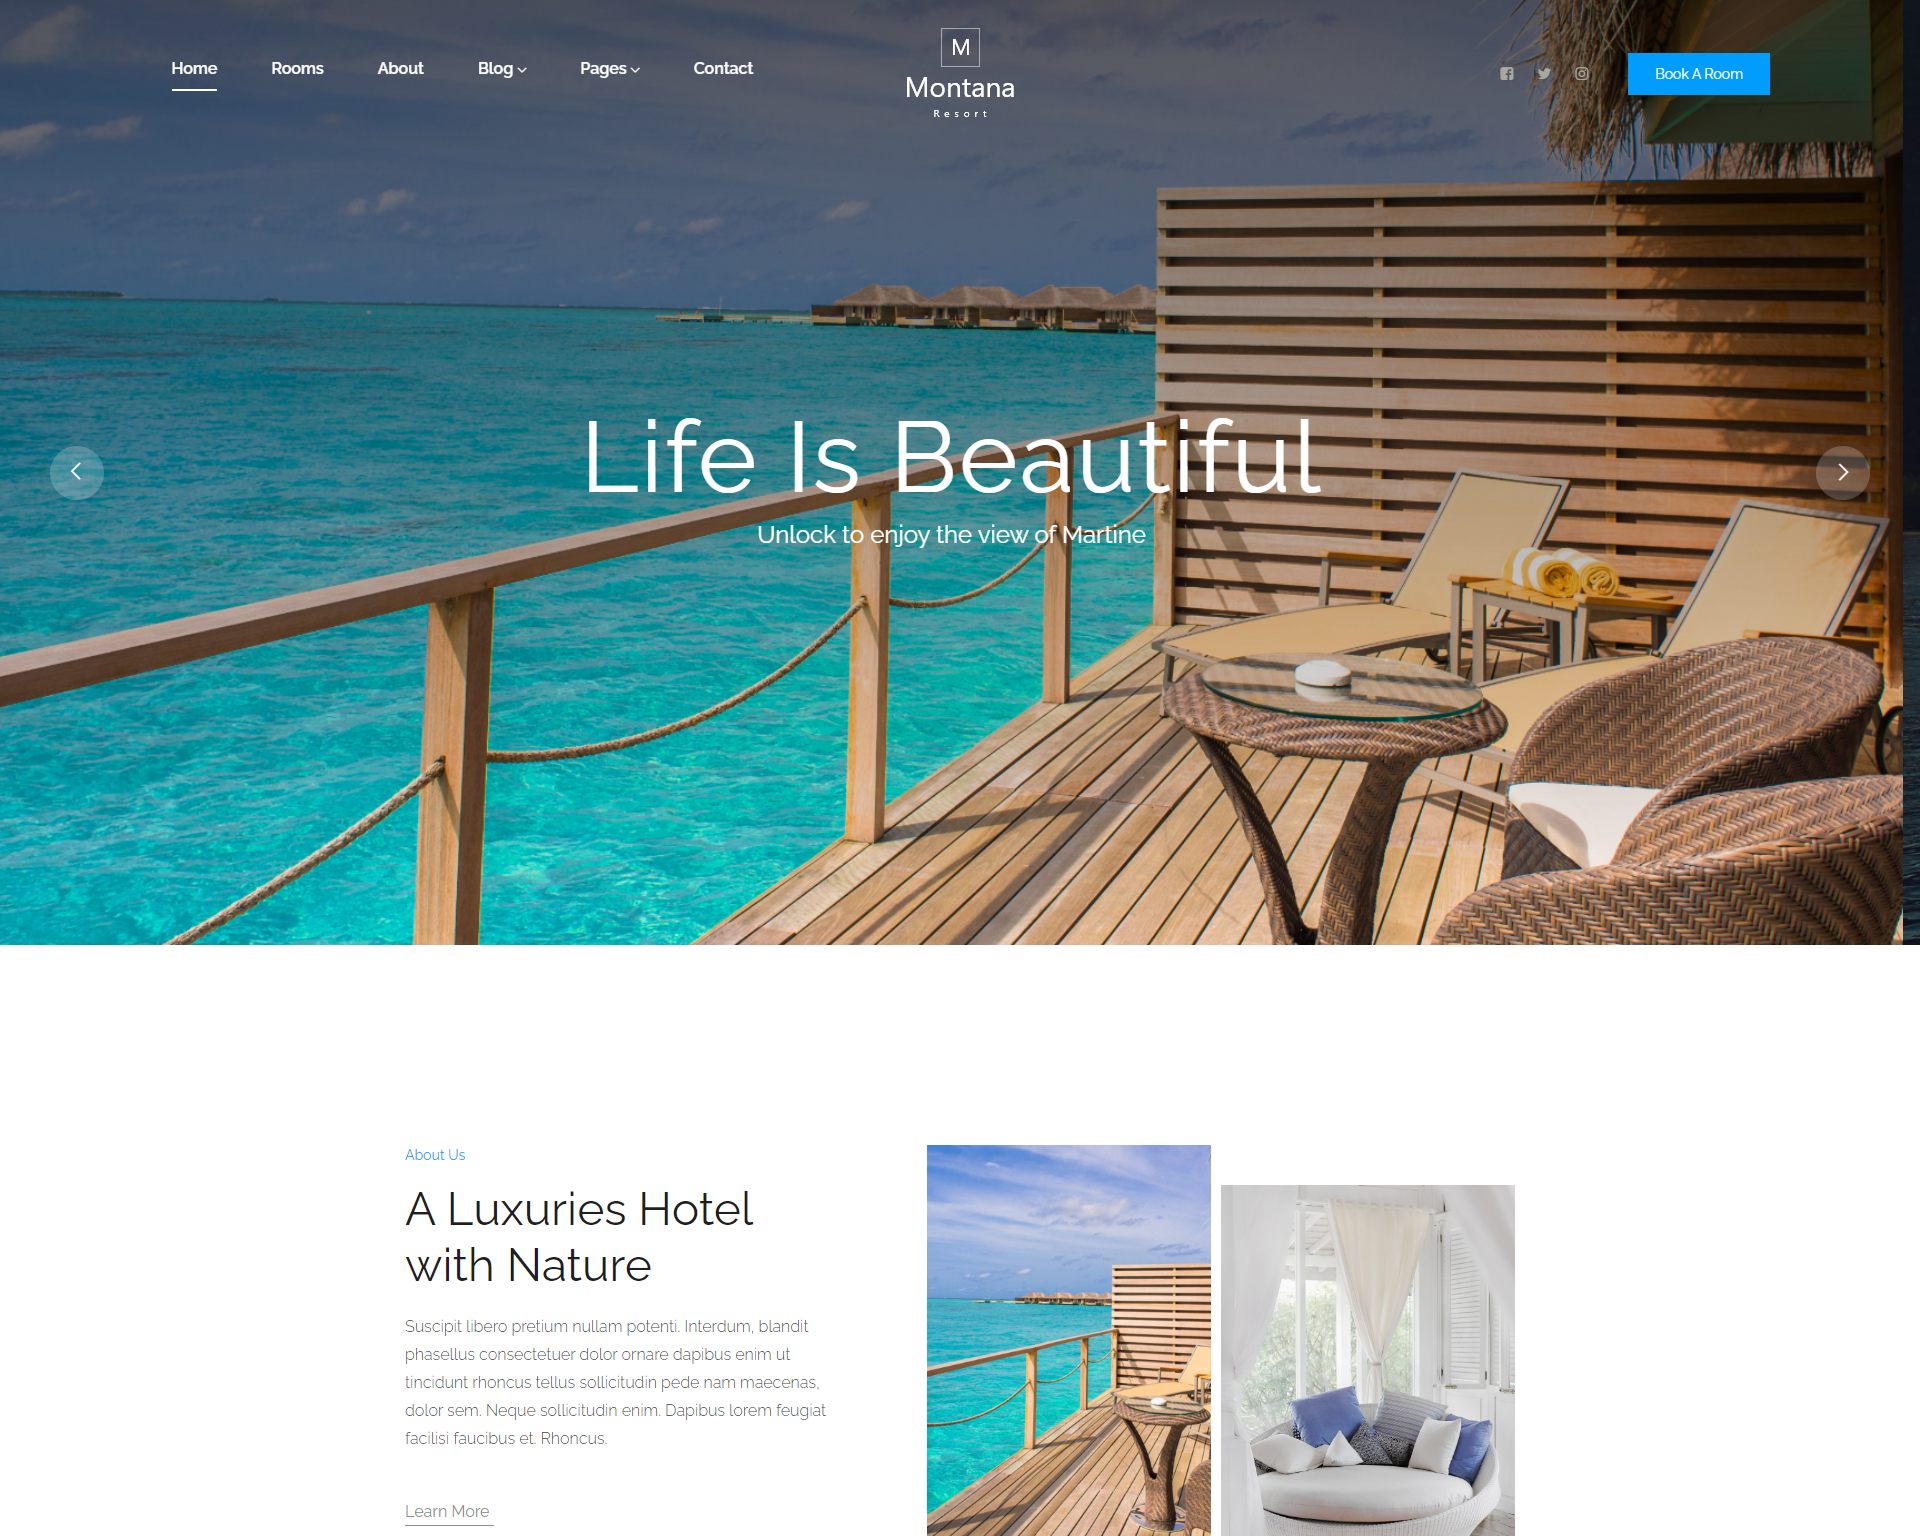 Home Rooms About Blog Pages Contact
M
Montana
Resort
Book A Room
Life Is Beautiful
Unlock to enjoy the view of Martine
About Us
A Luxuries Hotel
with Nature
Suscipit libero pretium nullam potenti. Interdum, blandit
phasellus consectetuer dolor ornare dapibus enim ut
tincidunt rhoncus tellus sollicitudin pede nam maecenas,
dolor sem. Neque sollicitudin enim. Dapibus lorem feugiat
facilisi faucibus et. Rhoncus.
Learn More